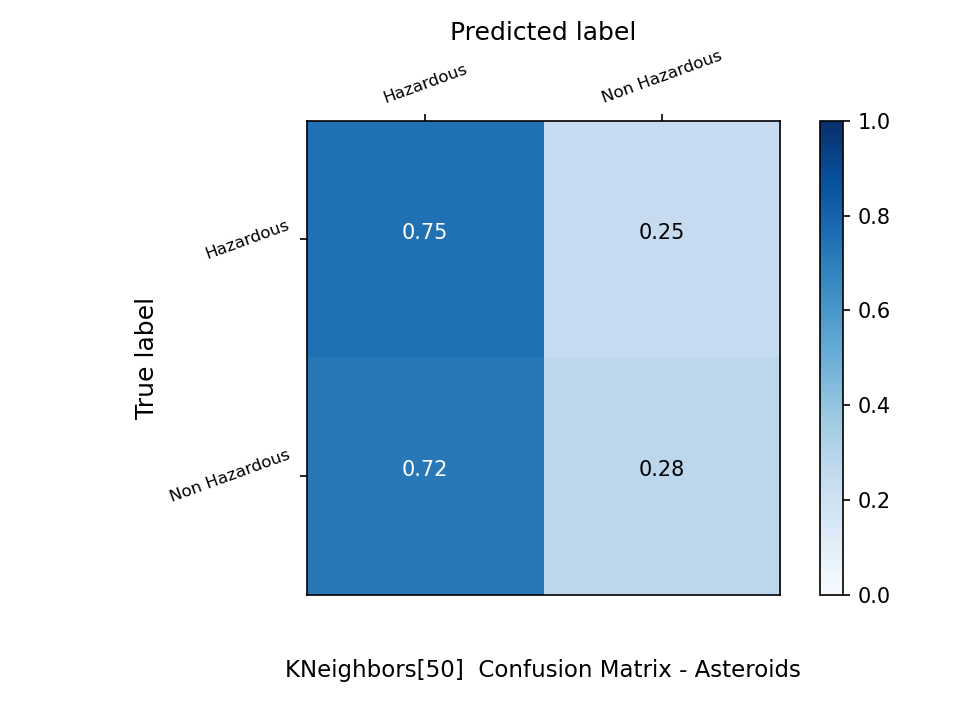 Predicted label
Hazardous
Non Hazardous
True label
Hazardous
0.75
0.25
Non Hazardous
0.72
0.28
1.0
0.8
0.6
0.4
0.2
0.0
KNeighbors[50]  Confusion Matrix - Asteroids